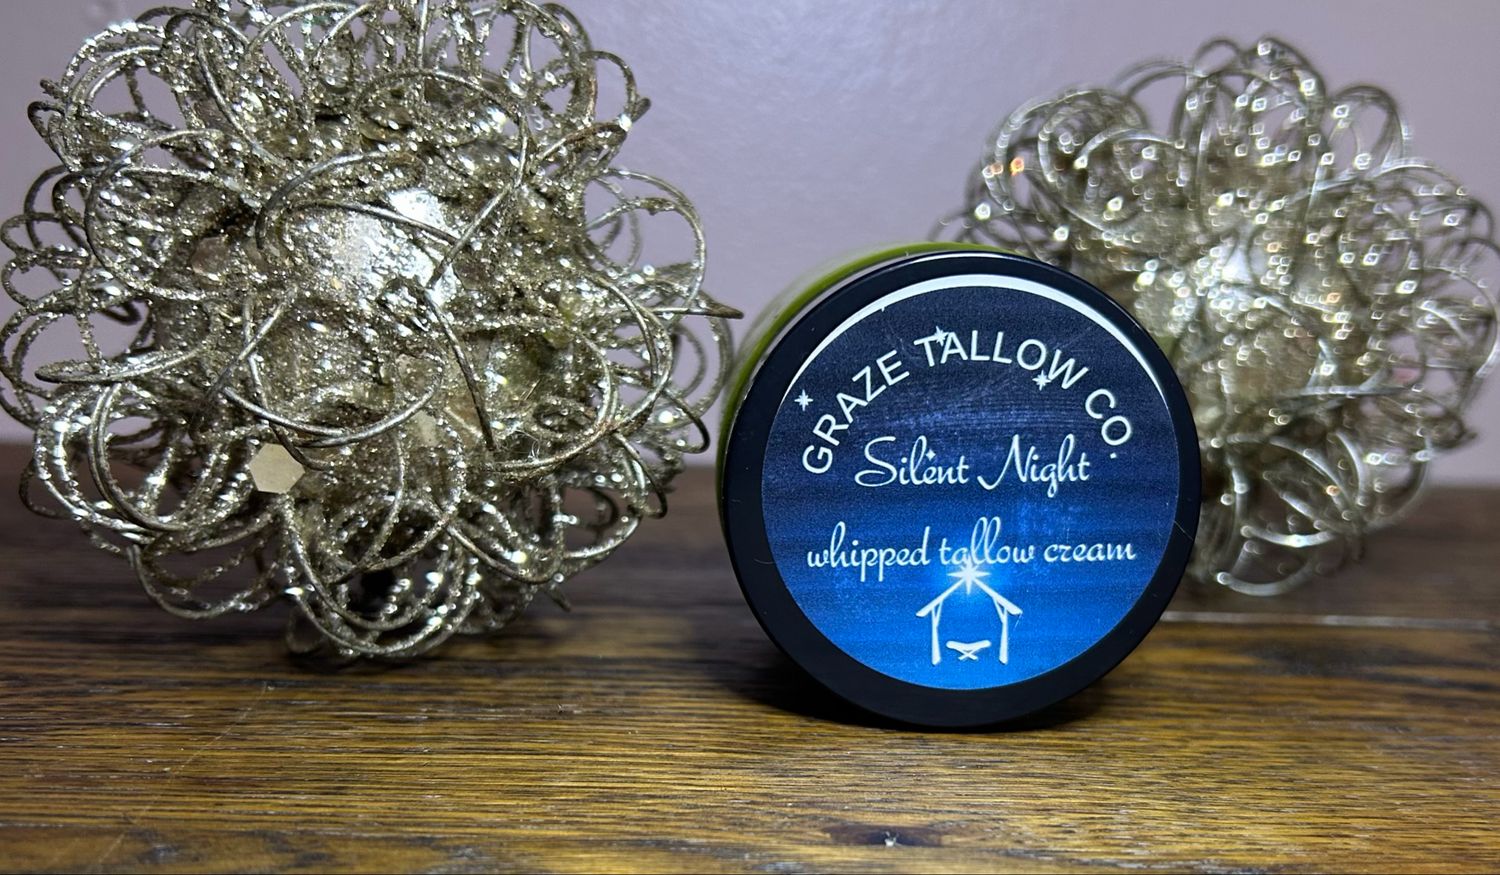 GRAZE TALLOW CO.
Silent Night
whipped tallow cream